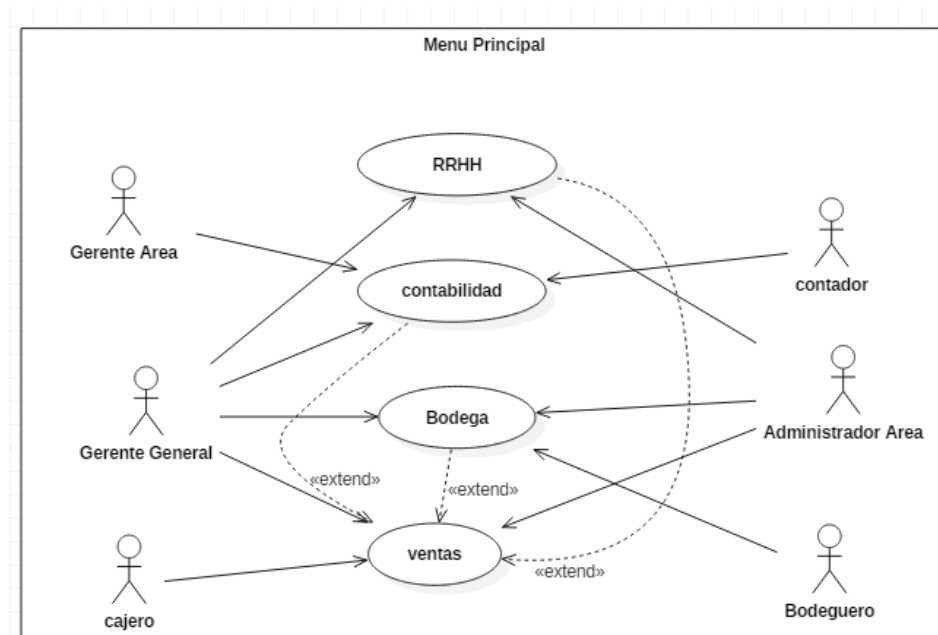 Menu Principal
RRHH
Gerente Area
contabilidad
contador
Gerente General
Bodega
Administrador Area
«extend»
«extend»
ventas
«extend»
cajero
Bodeguero